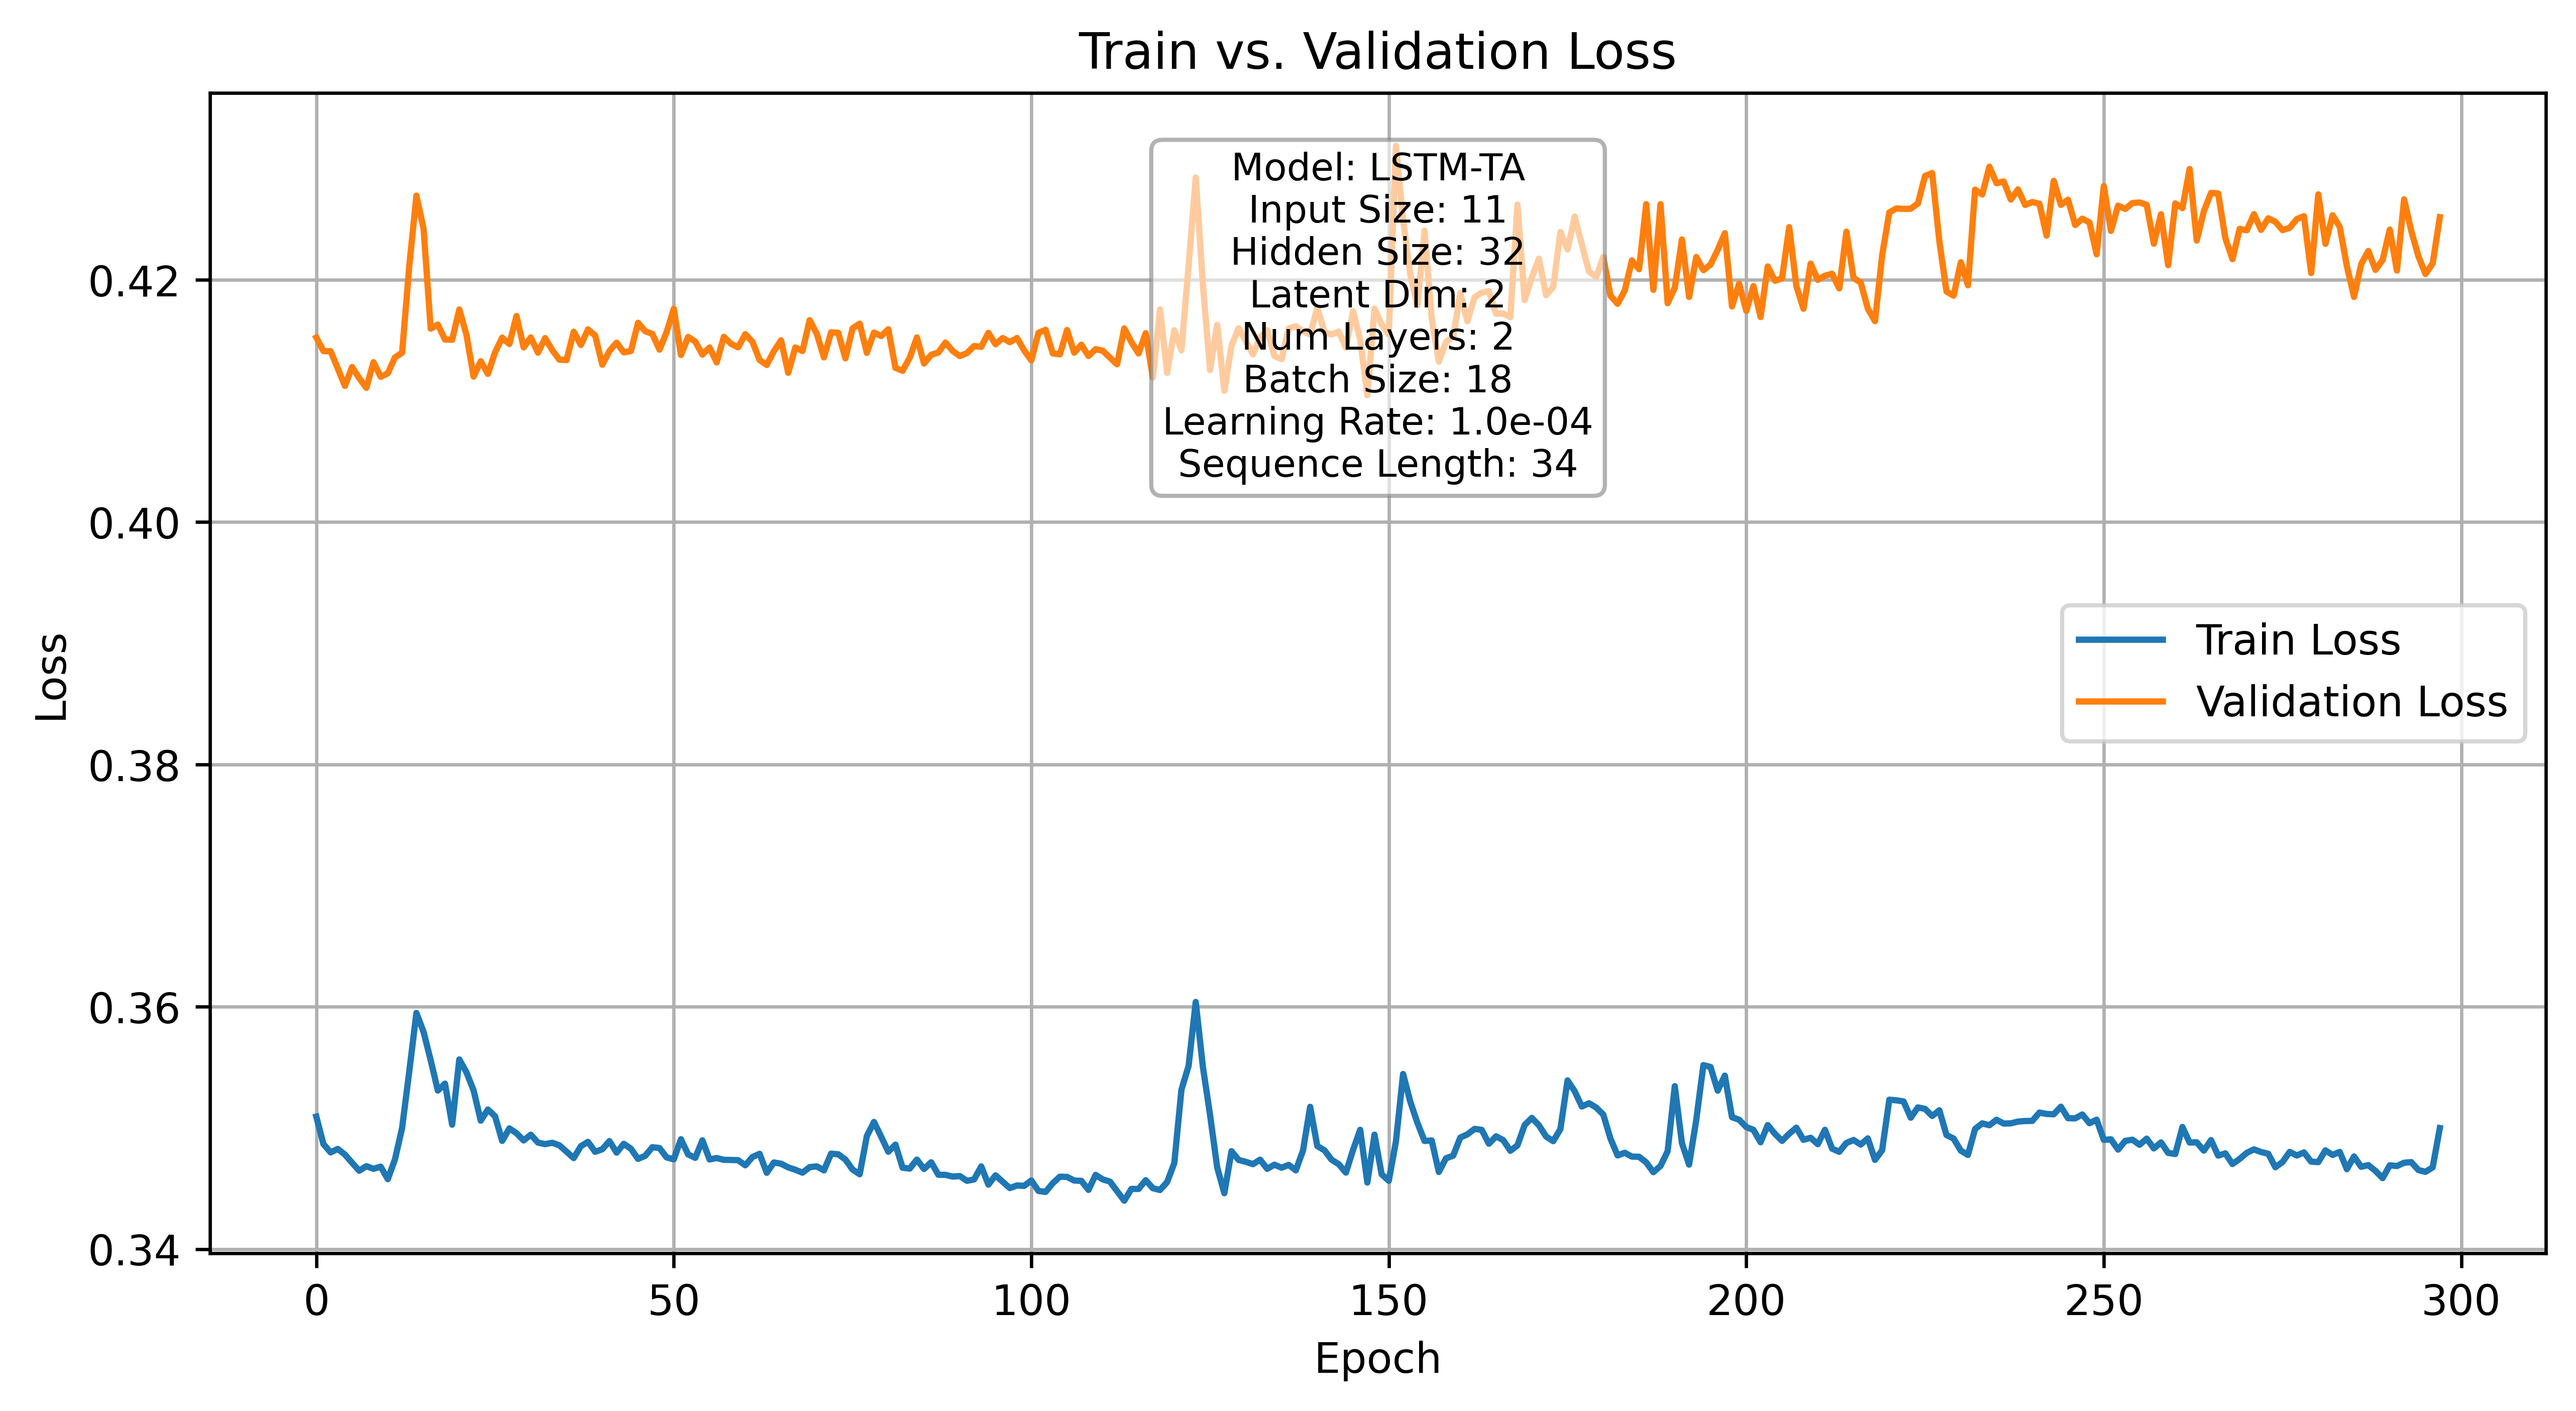 Train vs. Validation Loss
Model: LSTM-TA
Input Size: 11
Hidden Size: 32
Latent Dim: 2
Num Layers: 2
Batch Size: 18
Learning Rate: 1.0e-04
Sequence Length: 34
0.42
0.40
0.38
0.36
0.34
Loss
Train Loss
Validation Loss
0 50 100 150 200 250 300
Epoch